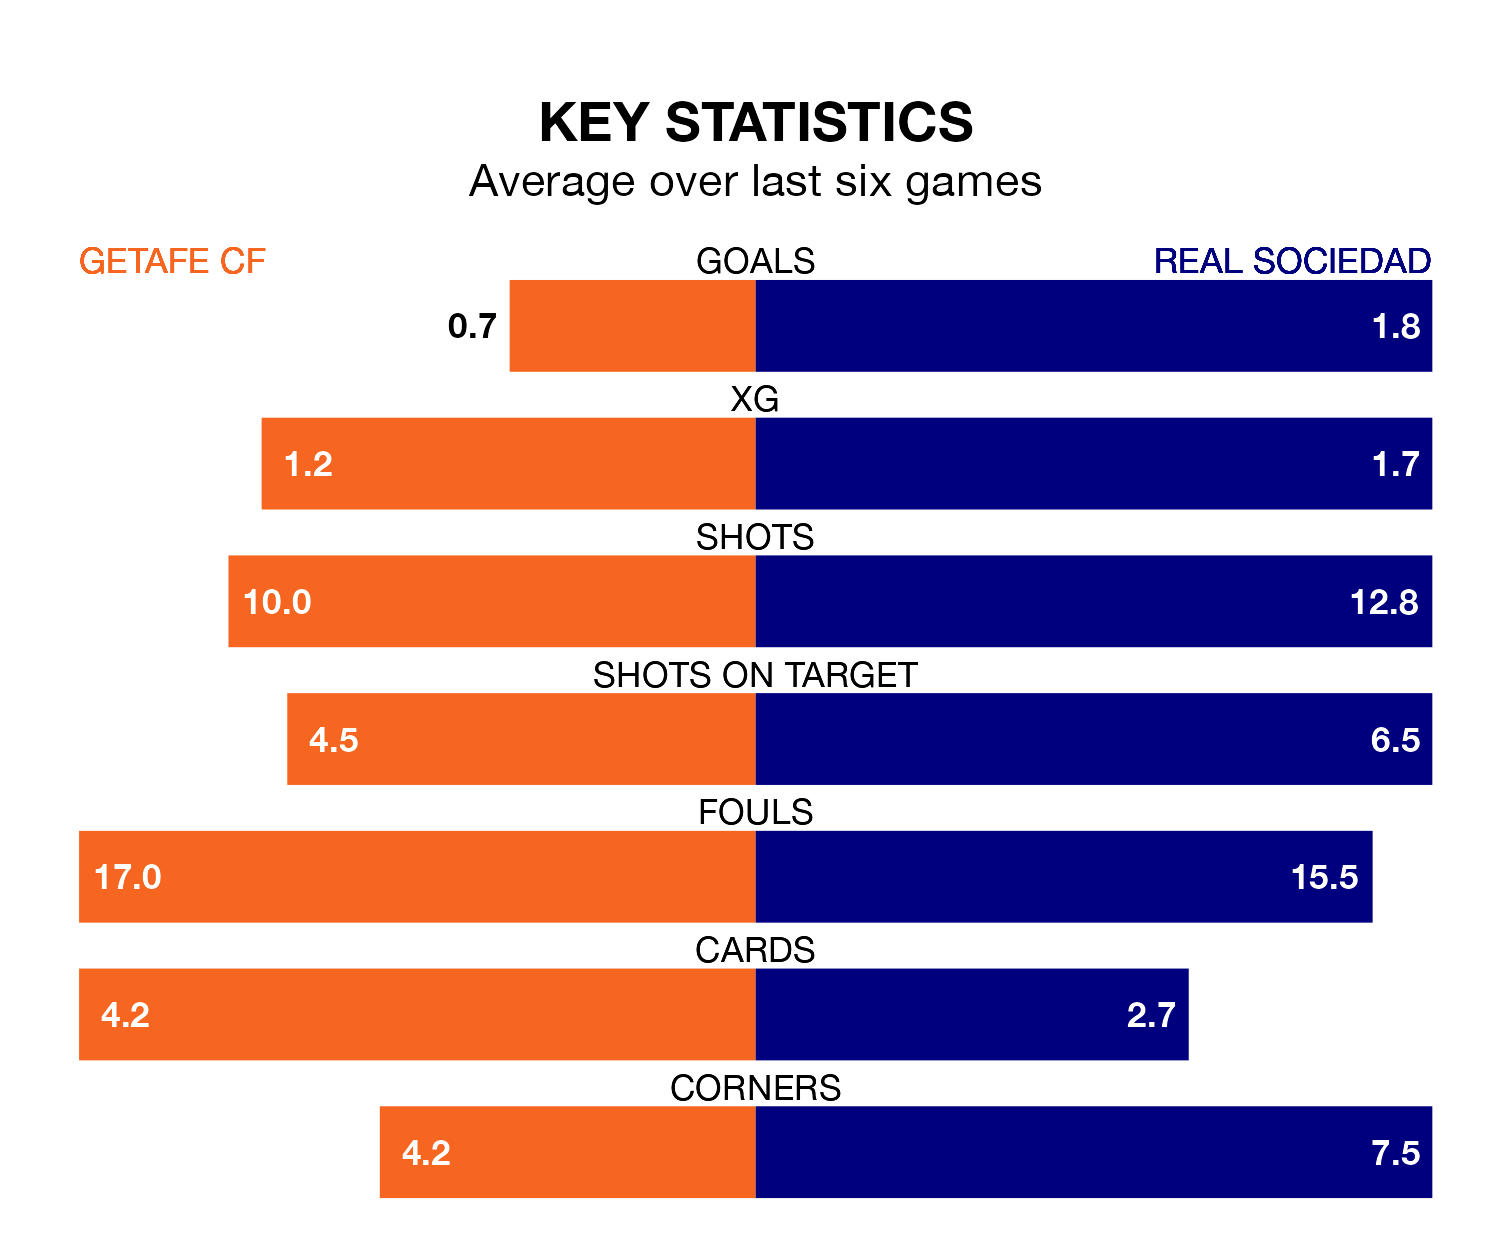 KEY STATISTICS
Average over last six games
GETAFE CF GOALS REAL SOCIEDAD
0.7 1.8
XG
1.2 1.7
SHOTS
10.0 12.8
SHOTS ON TARGET
4.5 6.5
FOULS
17.0 15.5
CARDS
4.2 2.7
CORNERS
4.2 7.5